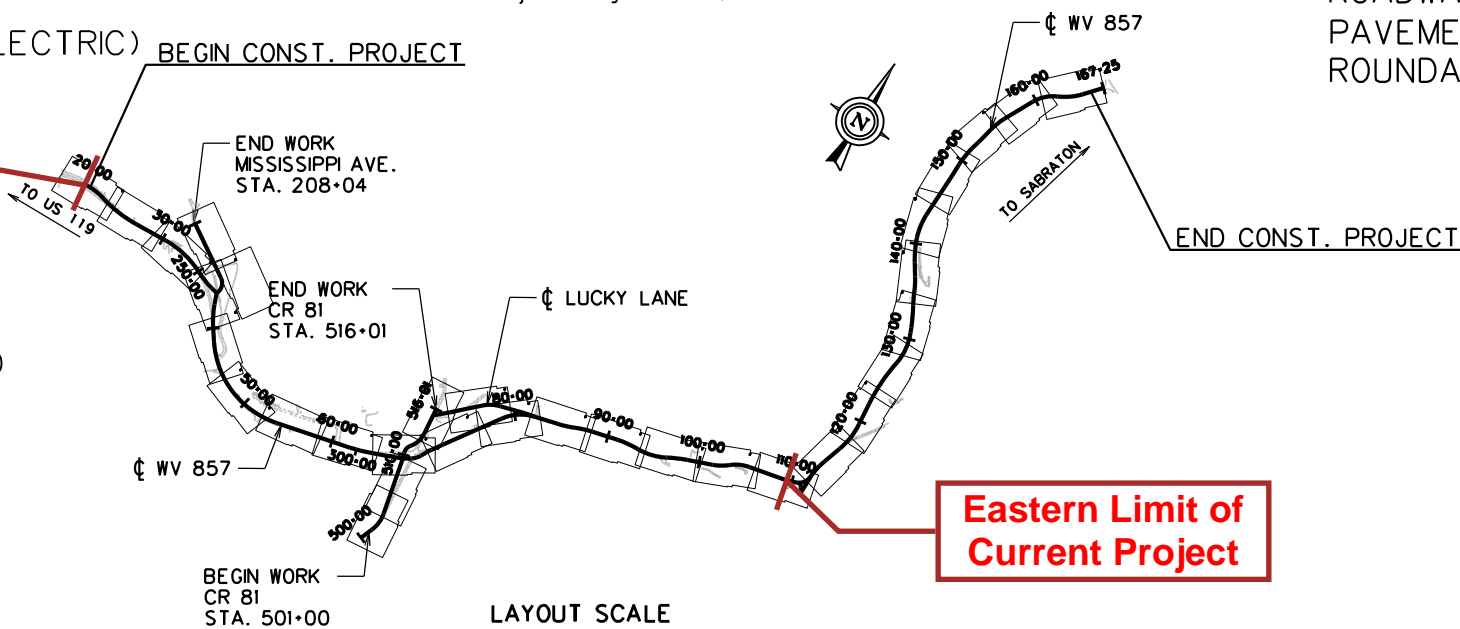 LECTRIC)
BEGIN CONST. PROJECT
℄ WV 857
PAVEME
ROUNDA
END WORK
MISSISSIPPI AVE.
STA. 208+04
20+00
TO US 119
30+00
250+00
160+00
167+25
150+00
TO SABRATON
140+00
END CONST. PROJECT
END WORK
CR 81
STA. 516+01
℄ LUCKY LANE
130+00
50+00
516+01
80+00
60+00
90+00
120+00
300+00
510+00
100+00
110+00
℄ WV 857
500+00
Eastern Limit of
Current Project
BEGIN WORK
CR 81
STA. 501+00
LAYOUT SCALE
N